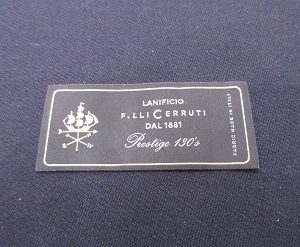 LANIFICIO
F.LLI CERRUTI
DAL 1881
Prestige 130's
FABRIC MADE IN ITALY